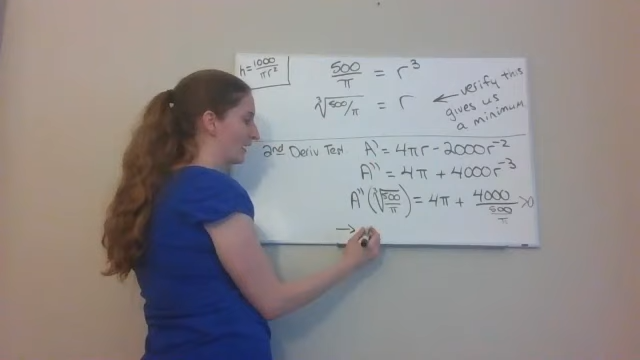 h = 1000/πr²
500/π = r³
∛500/π = r ← verify this gives us a minimum
2nd Deriv Test A' = 4πr - 2000r⁻²
A'' = 4π + 4000r⁻³
A''(∛500/π) = 4π + 4000/(500/π) > 0
→